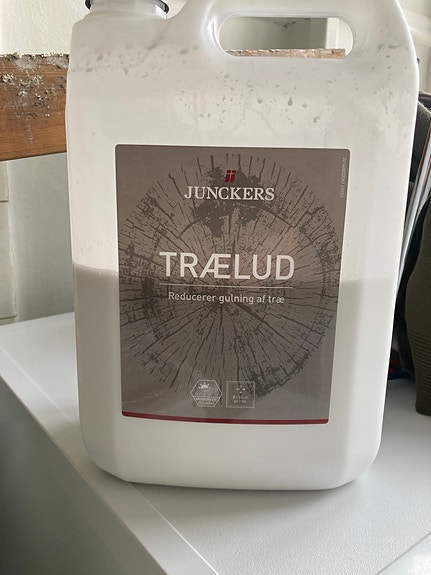 JUNCKERS
TRÆLUD
Reducerer gulning af træ